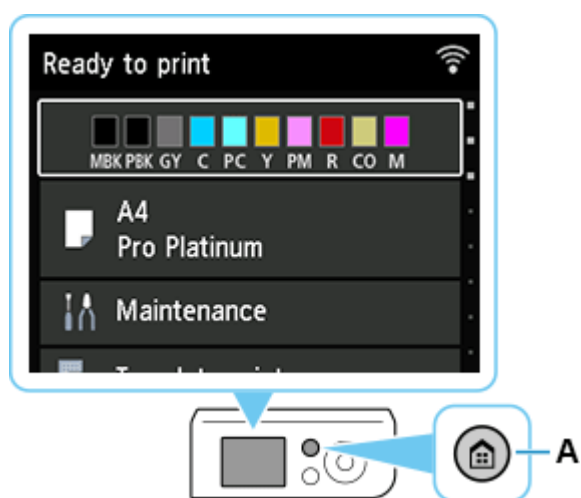 Ready to print
MBK PBK GY C PC Y PM R CO M
A4
Pro Platinum
Maintenance
A